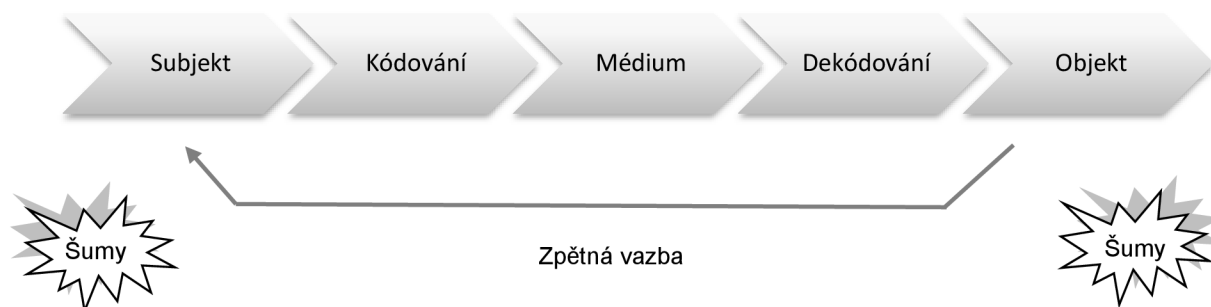 Subjekt
Kódování
Médium
Dekódování
Objekt
Šumy
Zpětná vazba
Šumy